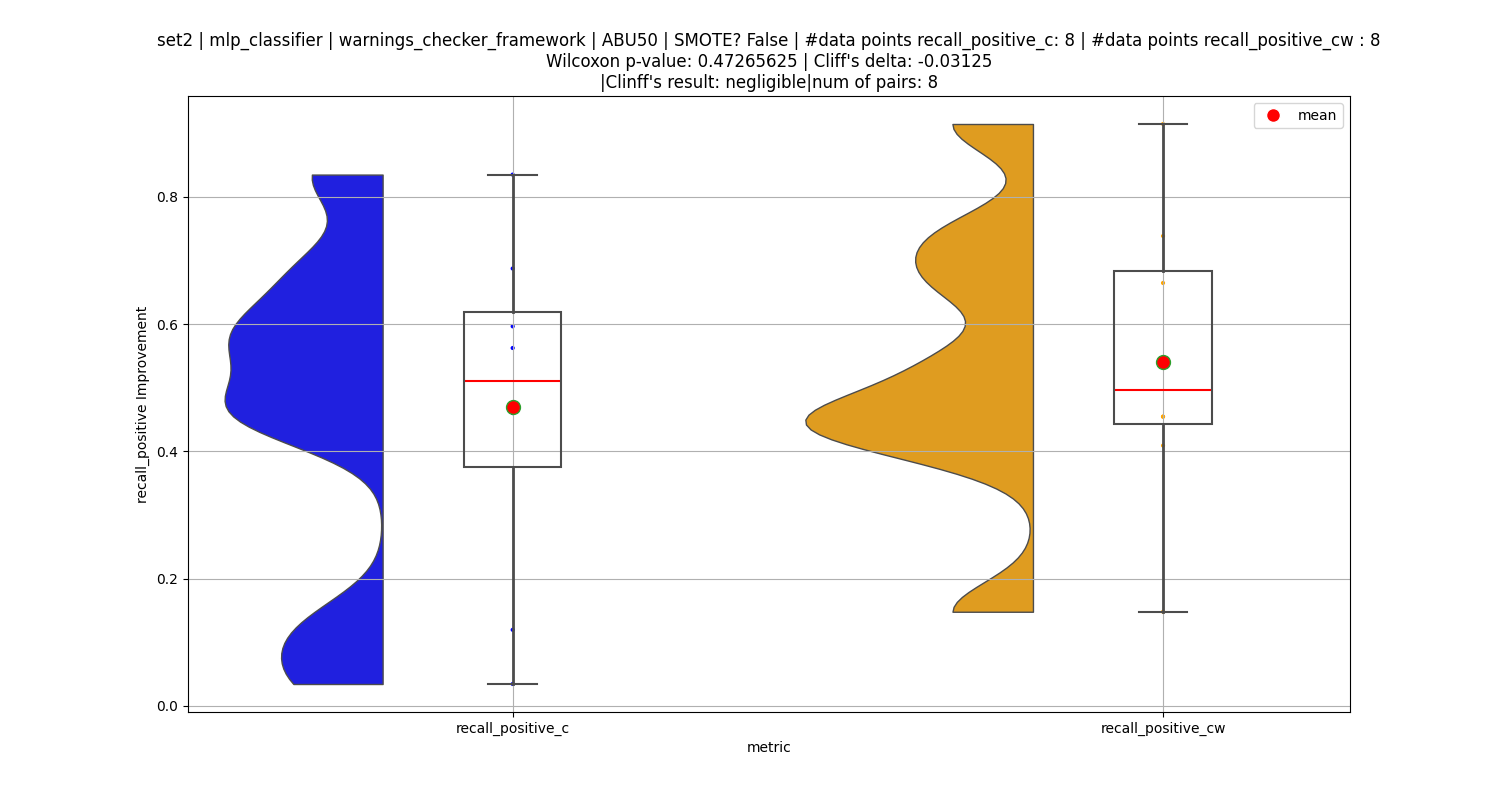 set2 | mlp_classifier | warnings_checker_framework | ABU50 | SMOTE? False | #data points recall_positive_c: 8 | #data points recall_positive_cw : 8
Wilcoxon p-value: 0.47265625 | Cliff's delta: -0.03125
|Clinff's result: negligible|num of pairs: 8
mean
recall_positive Improvement
0.8
0.6
0.4
0.2
0.0
recall_positive_c
recall_positive_cw
metric